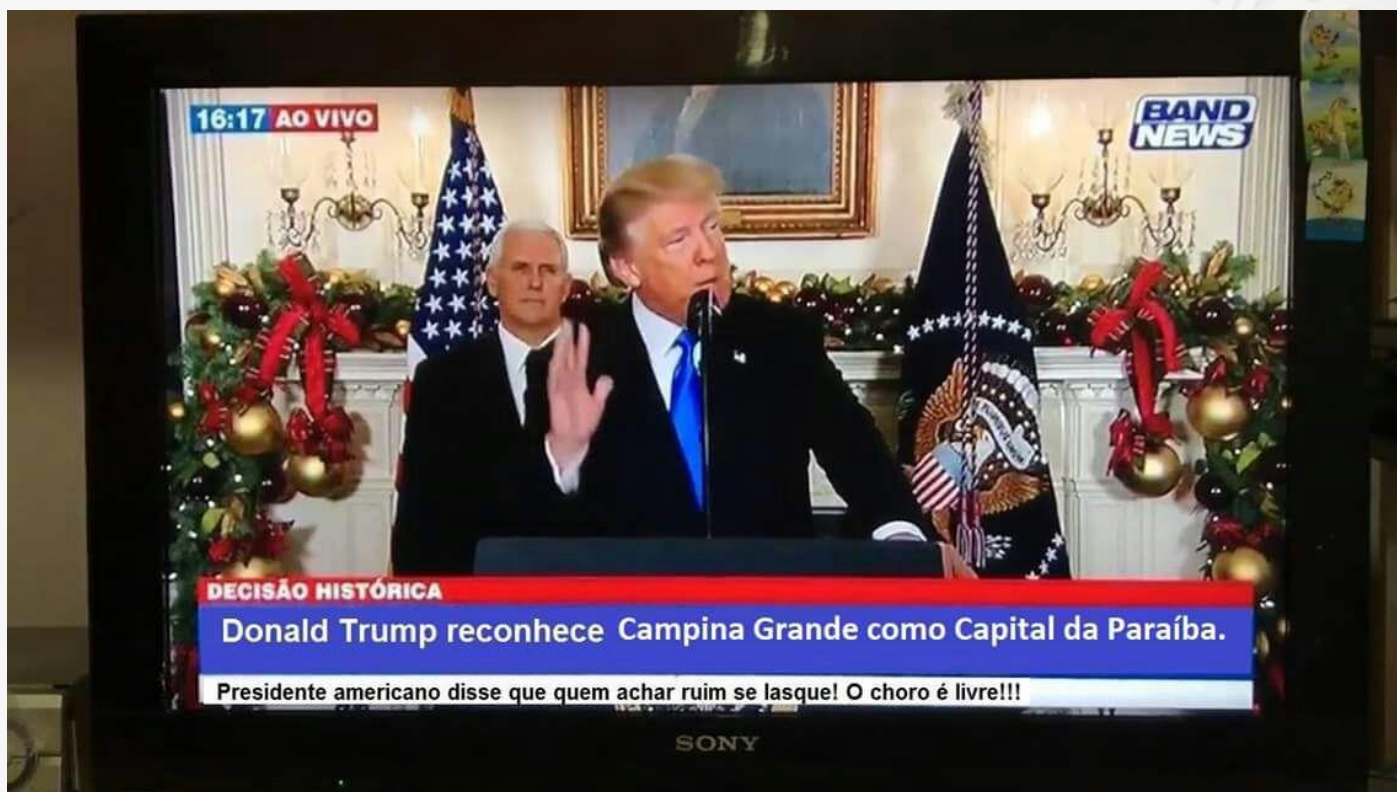 16:17 AO VIVO
BAND
NEWS
DECISÃO HISTÓRICA
Donald Trump reconhece Campina Grande como Capital da Paraíba.
Presidente americano disse que quem achar ruim se lasque! O choro é livre!!!
SONY